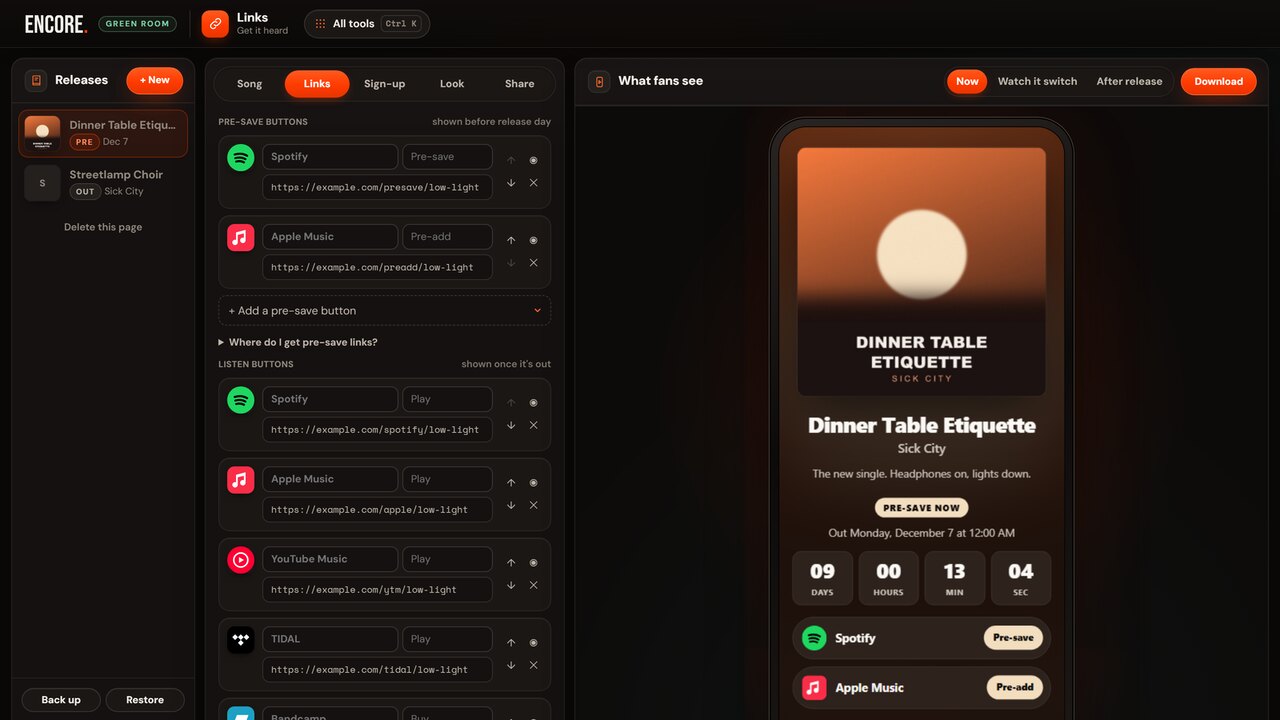 ENCORE.
GREEN ROOM
Links
Get it heard
All tools
Ctrl K
Releases
+ New
Dinner Table Etiqu...
PRE Dec 7
S
Streetlamp Choir
OUT Sick City
Delete this page
Back up
Restore
Song
Links
Sign-up
Look
Share
PRE-SAVE BUTTONS
shown before release day
Spotify
Pre-save
https://example.com/presave/low-light
Apple Music
Pre-add
https://example.com/preadd/low-light
+ Add a pre-save button
Where do I get pre-save links?
LISTEN BUTTONS
shown once it's out
Spotify
Play
https://example.com/spotify/low-light
Apple Music
Play
https://example.com/apple/low-light
YouTube Music
Play
https://example.com/ytm/low-light
TIDAL
Play
https://example.com/tidal/low-light
Bandcamp
Buy
What fans see
Now
Watch it switch
After release
Download
DINNER TABLE
ETIQUETTE
SICK CITY
Dinner Table Etiquette
Sick City
The new single. Headphones on, lights down.
PRE-SAVE NOW
Out Monday, December 7 at 12:00 AM
09 00 13 04
DAYS HOURS MIN SEC
Spotify
Pre-save
Apple Music
Pre-add